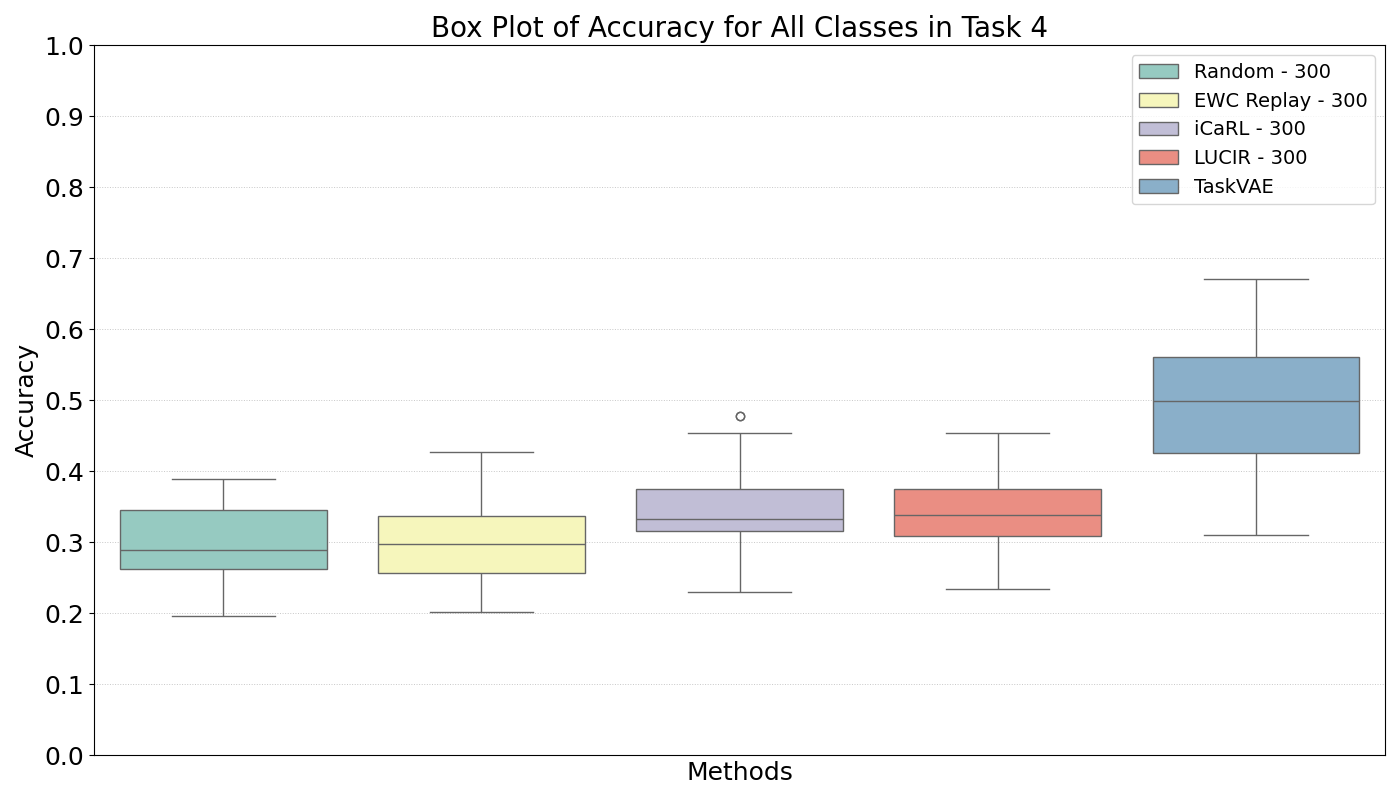 Box Plot of Accuracy for All Classes in Task 4
1.0
0.9
0.8
0.7
0.6
0.5
0.4
0.3
0.2
0.1
0.0
Accuracy
Methods
Random - 300
EWC Replay - 300
iCaRL - 300
LUCIR - 300
TaskVAE